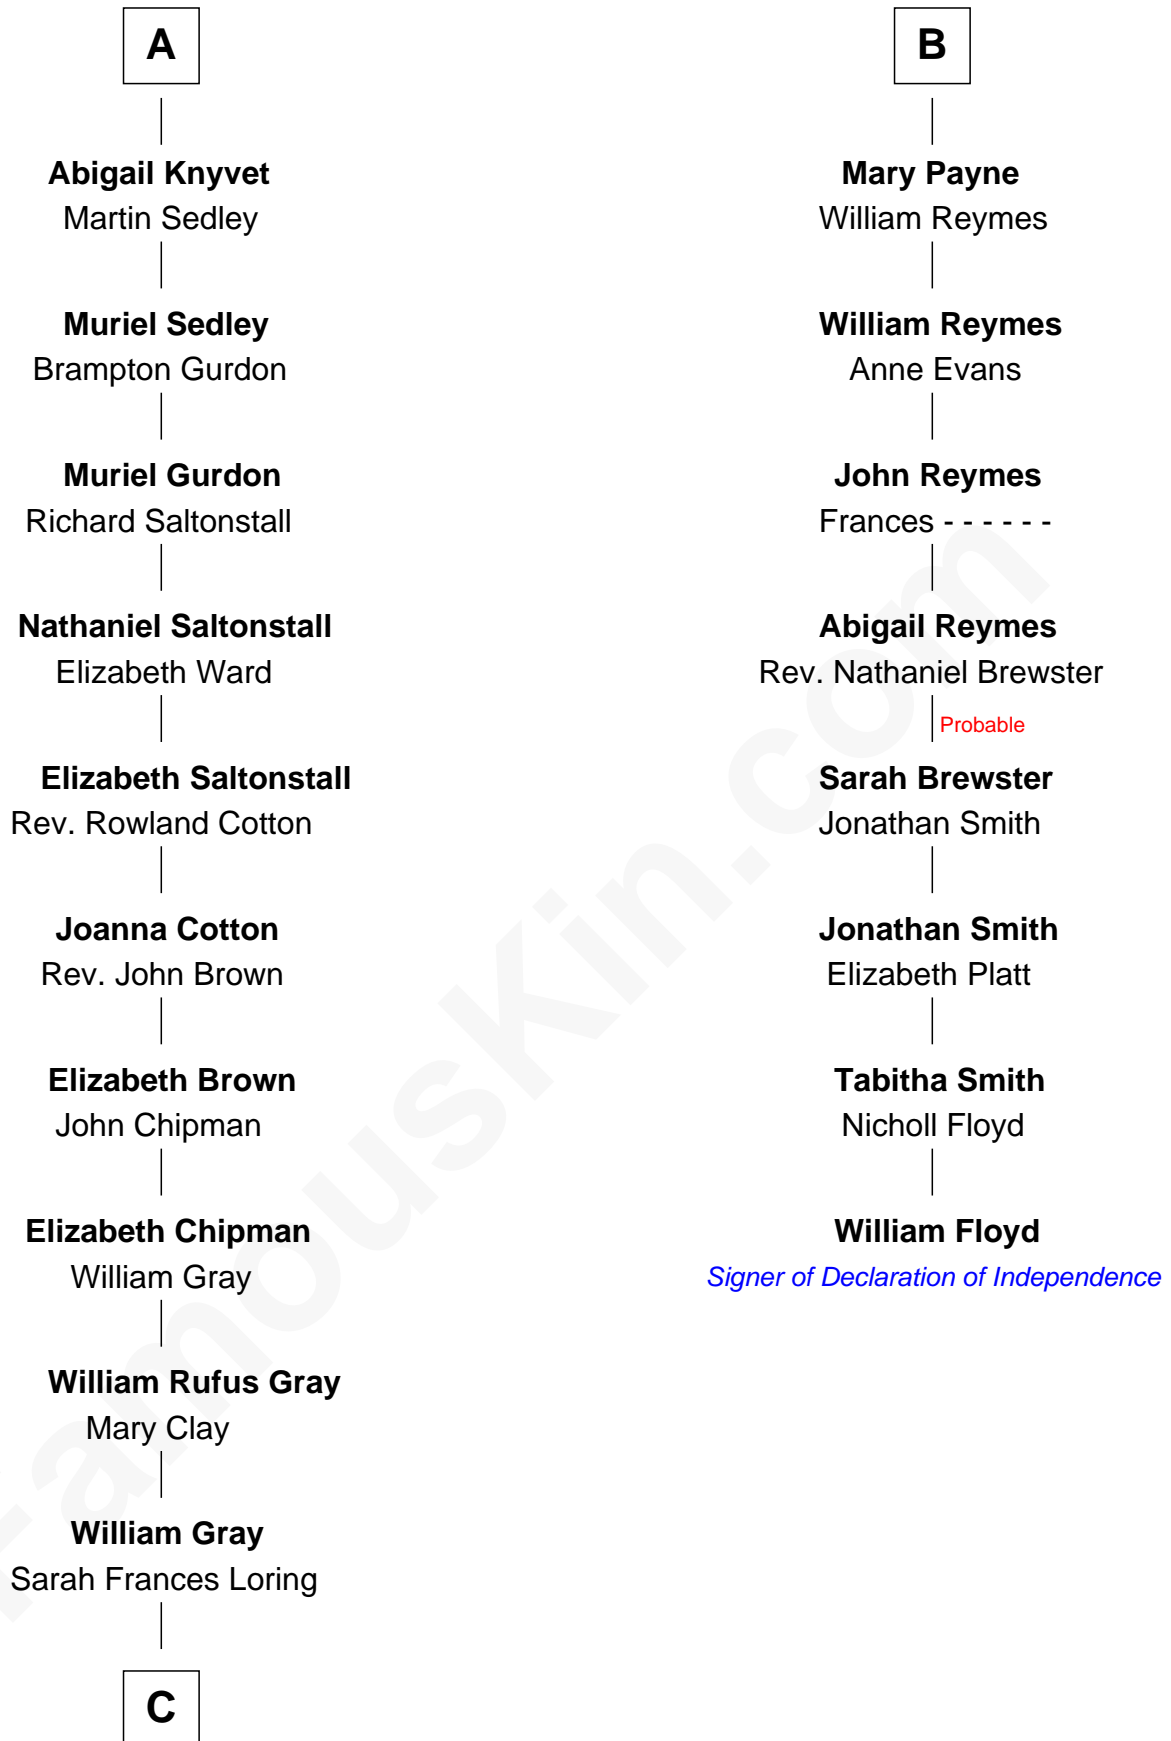 A
Abigail Knyvet
Martin Sedley
Muriel Sedley
Brampton Gurdon
Muriel Gurdon
Richard Saltonstall
Nathaniel Saltonstall
Elizabeth Ward
Elizabeth Saltonstall
Rev. Rowland Cotton
Joanna Cotton
Rev. John Brown
Elizabeth Brown
John Chipman
Elizabeth Chipman
William Gray
William Rufus Gray
Mary Clay
William Gray
Sarah Frances Loring
C
B
Mary Payne
William Reymes
William Reymes
Anne Evans
John Reymes
Frances - - - - - -
Abigail Reymes
Rev. Nathaniel Brewster
Probable
Sarah Brewster
Jonathan Smith
Jonathan Smith
Elizabeth Platt
Tabitha Smith
Nicholl Floyd
William Floyd
Signer of Declaration of Independence
FamousKin.com